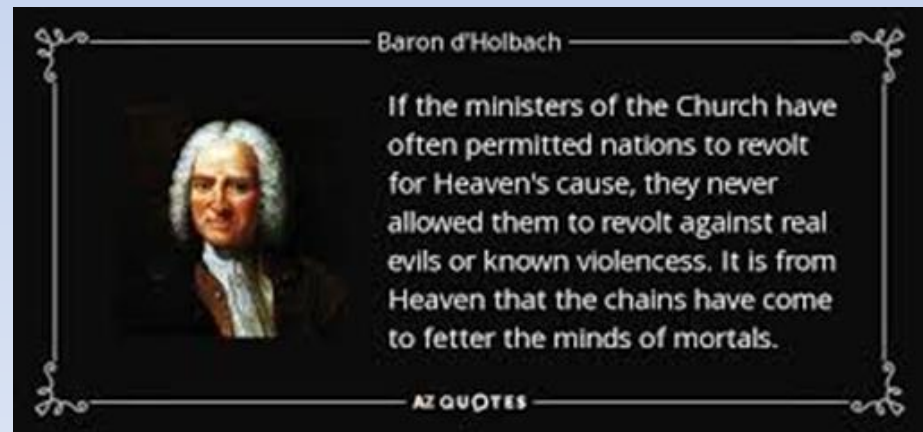 Baron d'Holbach
If the ministers of the Church have
often permitted nations to revolt
for Heaven's cause, they never
allowed them to revolt against real
evils or known violencess. It is from
Heaven that the chains have come
to fetter the minds of mortals.
AZ QUOTES